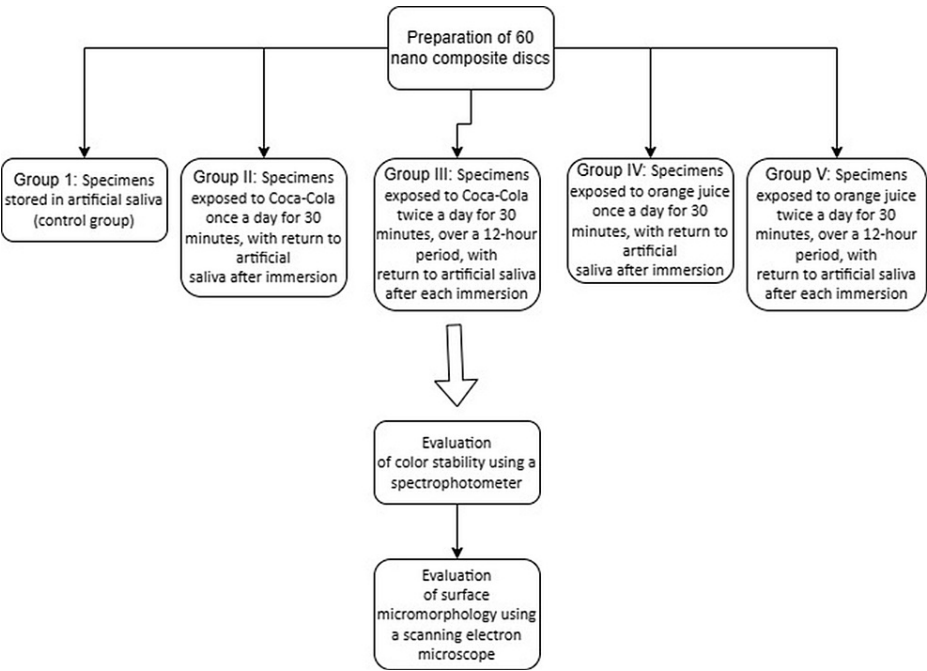 Preparation of 60
nano composite discs
Group 1: Specimens
stored in artificial saliva
(control group)
Group II: Specimens
exposed to Coca-Cola
once a day for 30
minutes, with return to
artificial
saliva after immersion
Group III: Specimens
exposed to Coca-Cola
twice a day for 30
minutes, over a 12-hour
period, with
return to artificial saliva
after each immersion
Group IV: Specimens
exposed to orange juice
once a day for 30
minutes, with return to
artificial
saliva after immersion
Group V: Specimens
exposed to orange juice
twice a day for 30
minutes, over a 12-hour
period, with
return to artificial saliva
after each immersion
Evaluation
of color stability using a
spectrophotometer
Evaluation
of surface
micromorphology using
a scanning electron
microscope